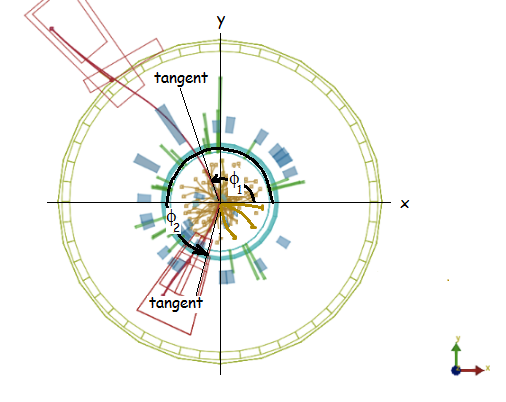 y
tangent
ϕ1
x
ϕ2
tangent
y
x